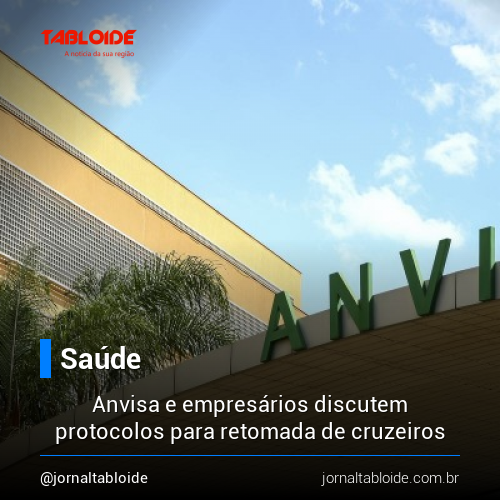 TABLOIDE
A notícia da sua região
ANVI
Saúde
Anvisa e empresários discutem
protocolos para retomada de cruzeiros
@jornaltabloide
jornaltabloide.com.br